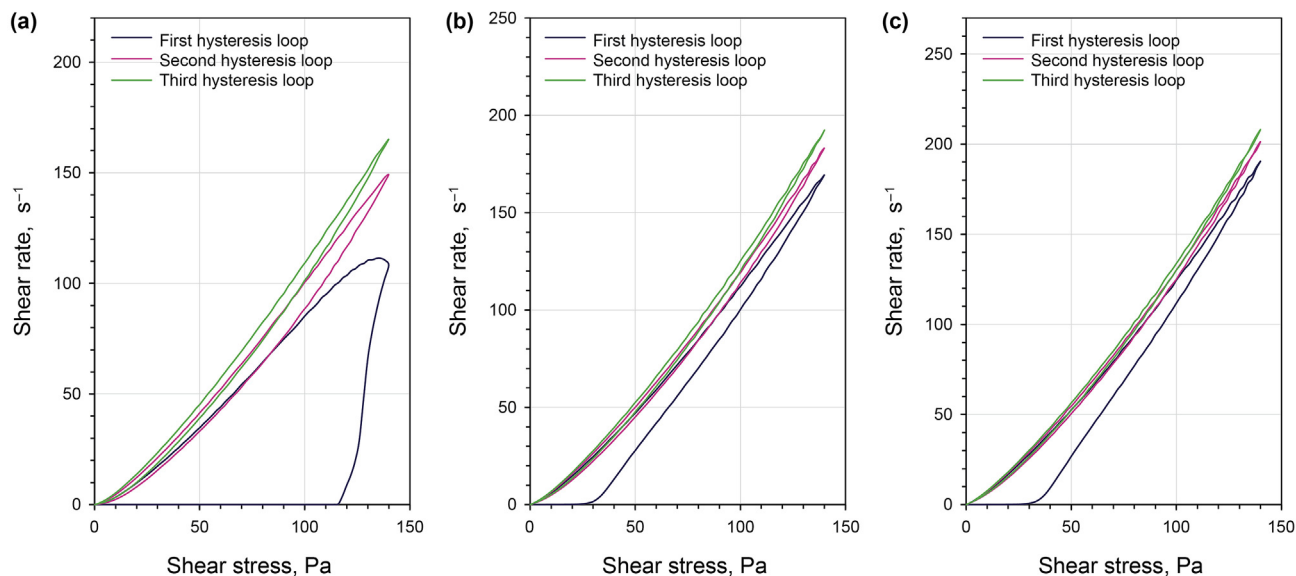 (a)
First hysteresis loop
Second hysteresis loop
Third hysteresis loop
200
150
100
50
0
Shear rate, s⁻¹
0 50 100 150
Shear stress, Pa
(b)
First hysteresis loop
Second hysteresis loop
Third hysteresis loop
250
200
150
100
50
0
Shear rate, s⁻¹
0 50 100 150
Shear stress, Pa
(c)
First hysteresis loop
Second hysteresis loop
Third hysteresis loop
250
200
150
100
50
0
Shear rate, s⁻¹
0 50 100 150
Shear stress, Pa